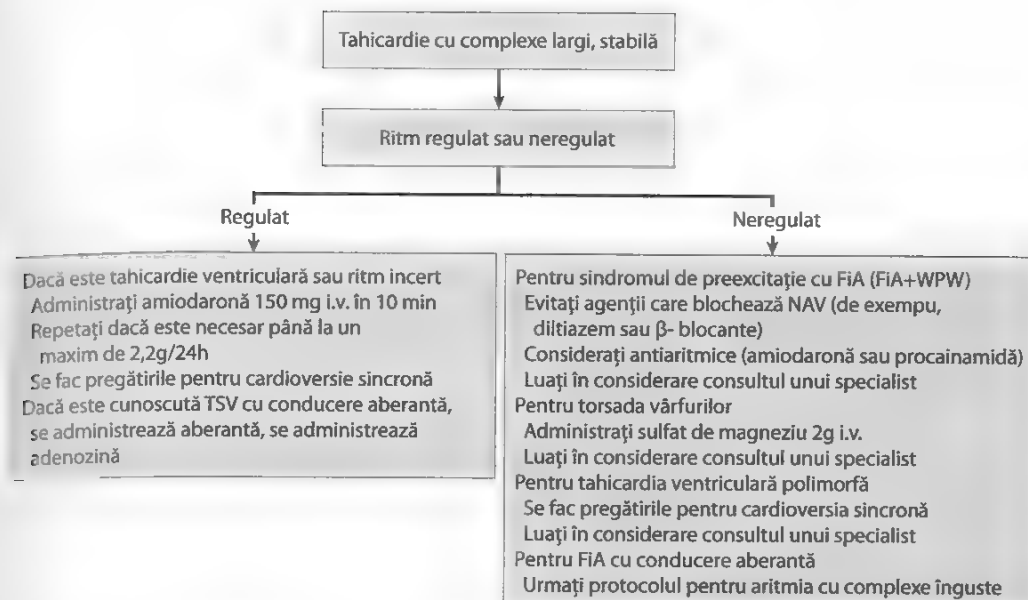 Tahicardie cu complexe largi, stabilă
Ritm regulat sau neregulat
Regulat
Neregulat
Dacă este tahicardie ventriculară sau ritm incert
Administrați amiodaronă 150 mg i.v. în 10 min
Repetați dacă este necesar până la un
maxim de 2,2g/24h
Se fac pregătirile pentru cardioversie sincronă
Dacă este cunoscută TSV cu conducere aberantă,
se administrează aberantă, se administrează
adenozină
Pentru sindromul de preexcitație cu FiA (FiA+WPW)
Evitați agenții care blochează NAV (de exempu,
diltiazem sau β- blocante)
Considerați antiaritmice (amiodaronă sau procainamidă)
Luați în considerare consultul unui specialist
Pentru torsada vârfurilor
Administrați sulfat de magneziu 2g i.v.
Luați în considerare consultul unui specialist
Pentru tahicardia ventriculară polimorfă
Se fac pregătirile pentru cardioversia sincronă
Luați în considerare consultul unui specialist
Pentru FiA cu conducere aberantă
Urmați protocolul pentru aritmia cu complexe înguste